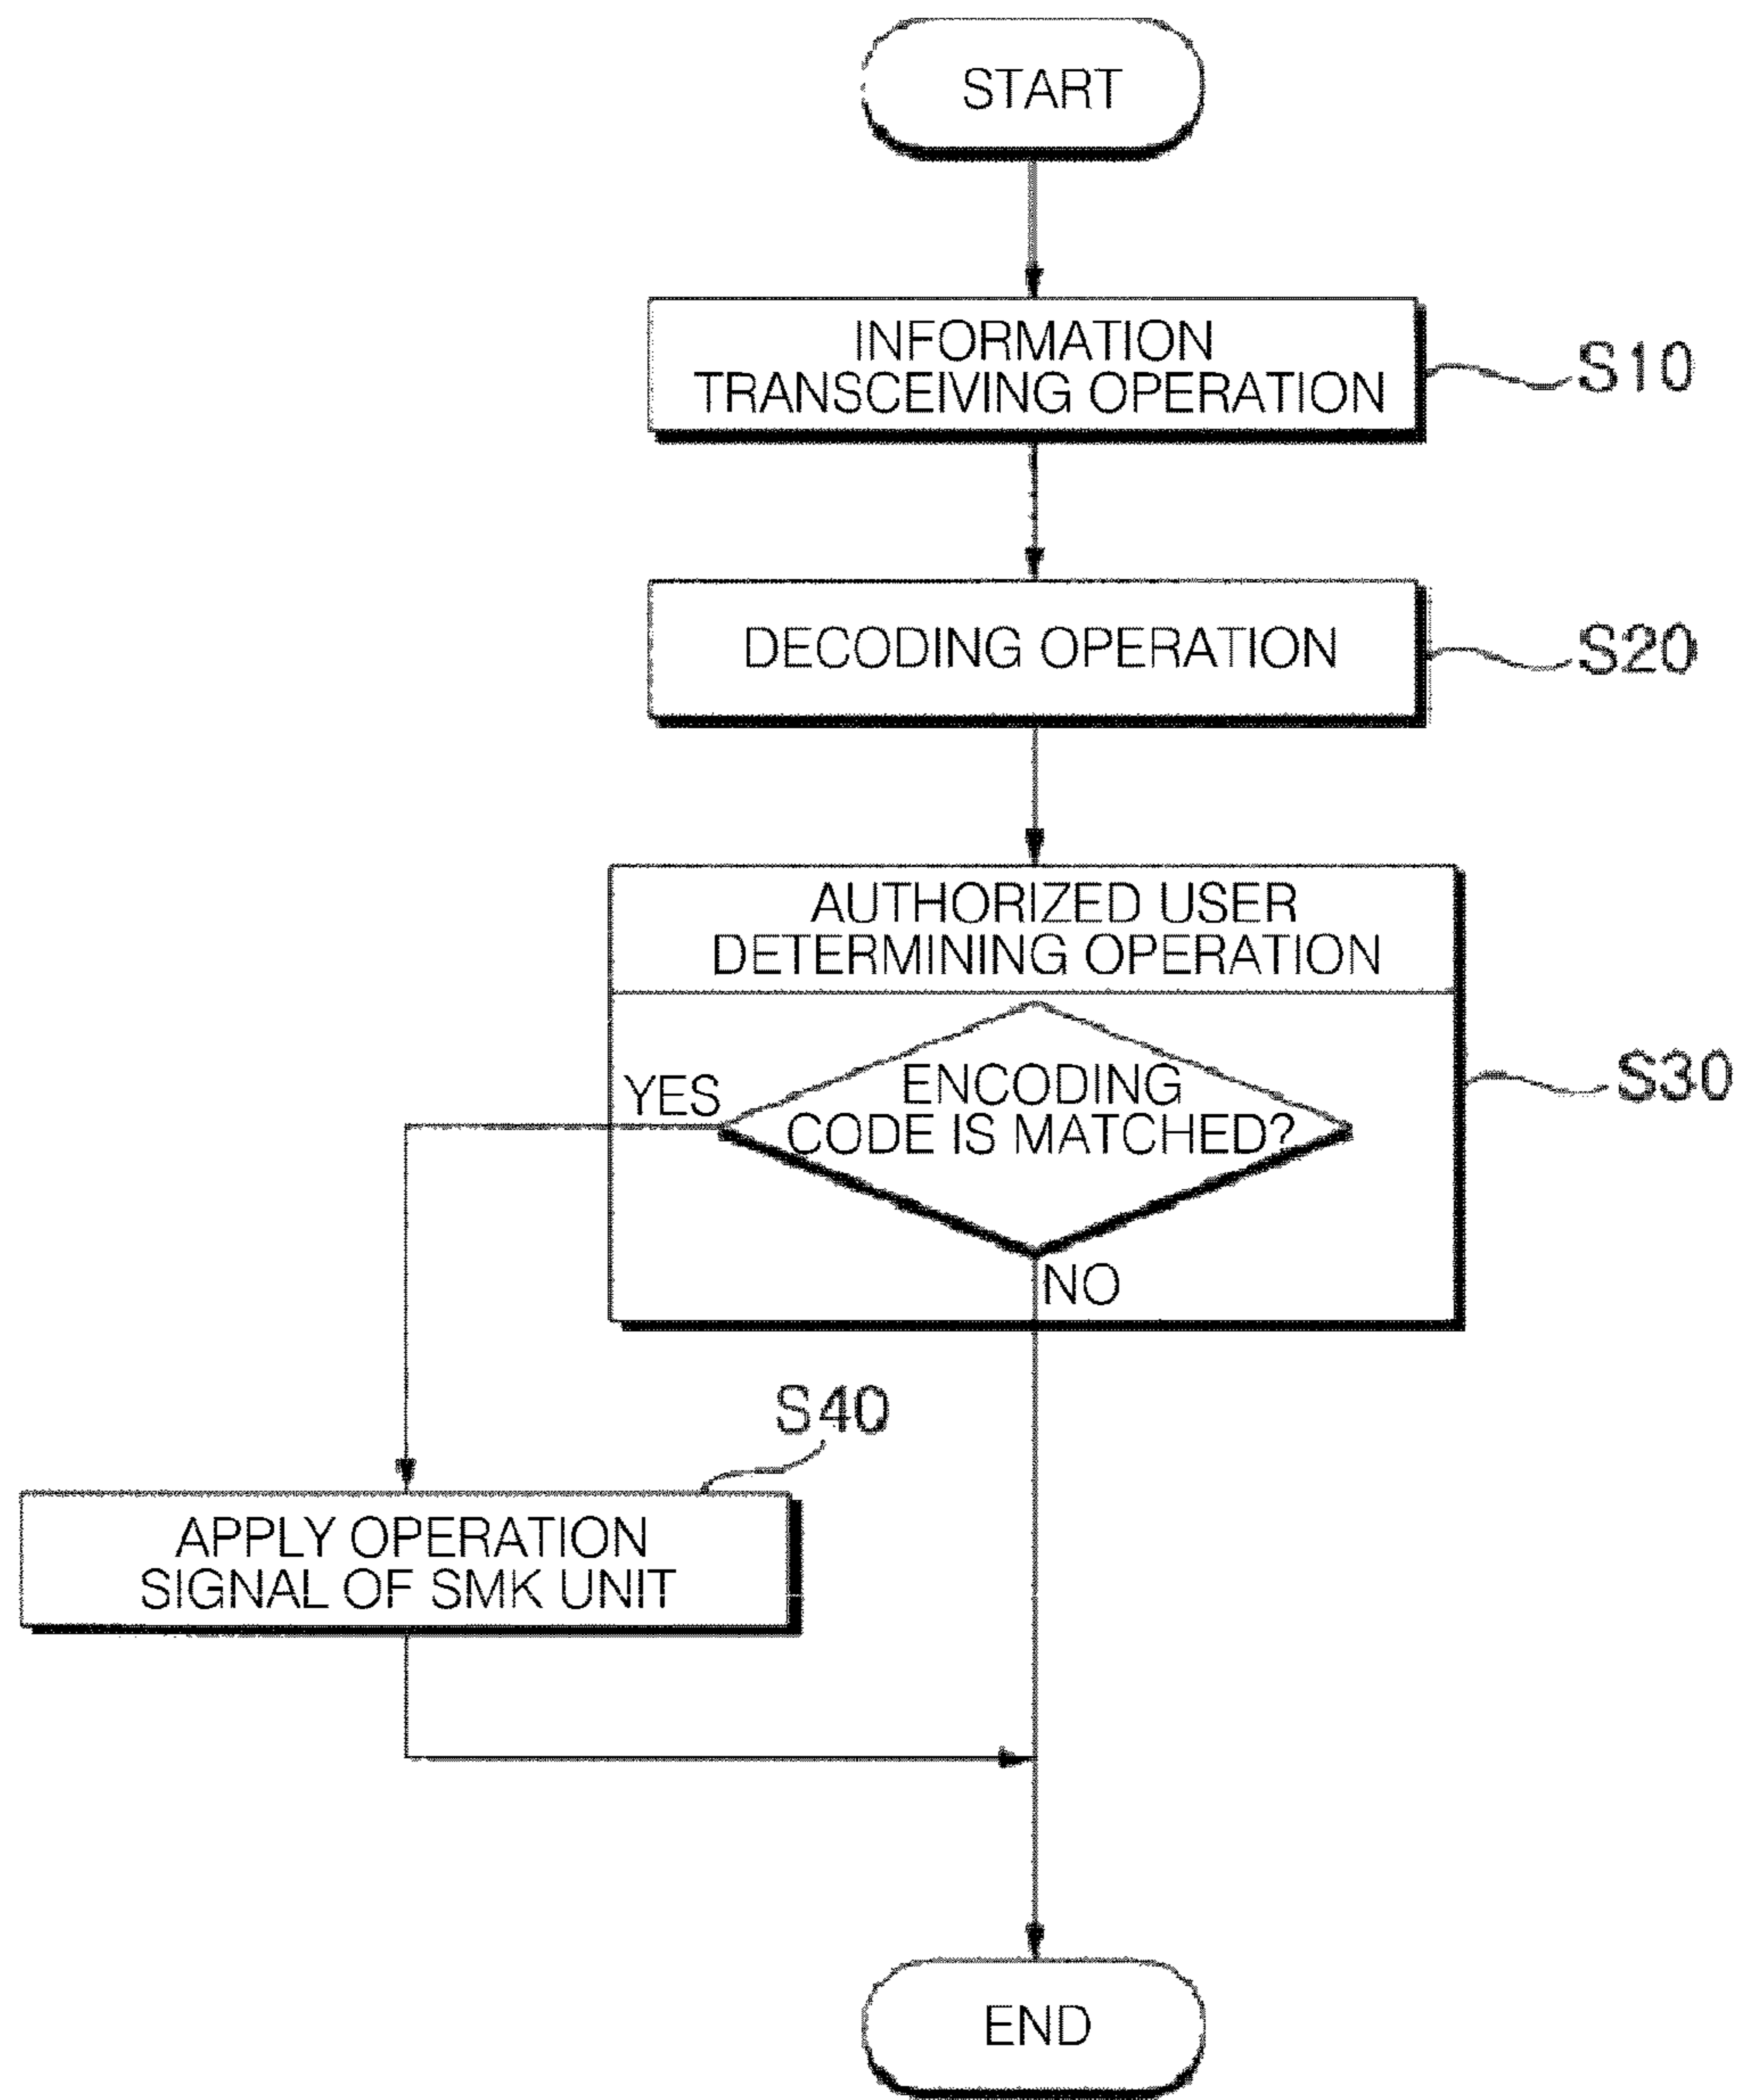 START
INFORMATION
TRANSCEIVING OPERATION
S10
DECODING OPERATION
S20
AUTHORIZED USER
DETERMINING OPERATION
YES
ENCODING
CODE IS MATCHED?
S30
NO
S40
APPLY OPERATION
SIGNAL OF SMK UNIT
END